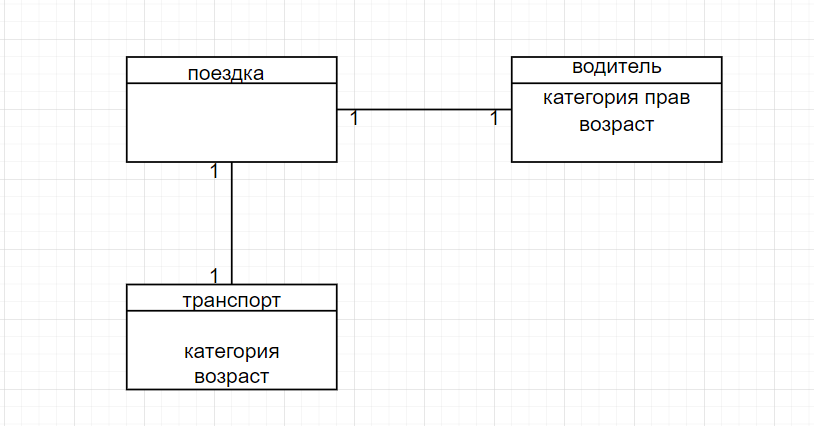 поездка
водитель
категория прав
возраст
1
1
1
1
транспорт
категория
возраст